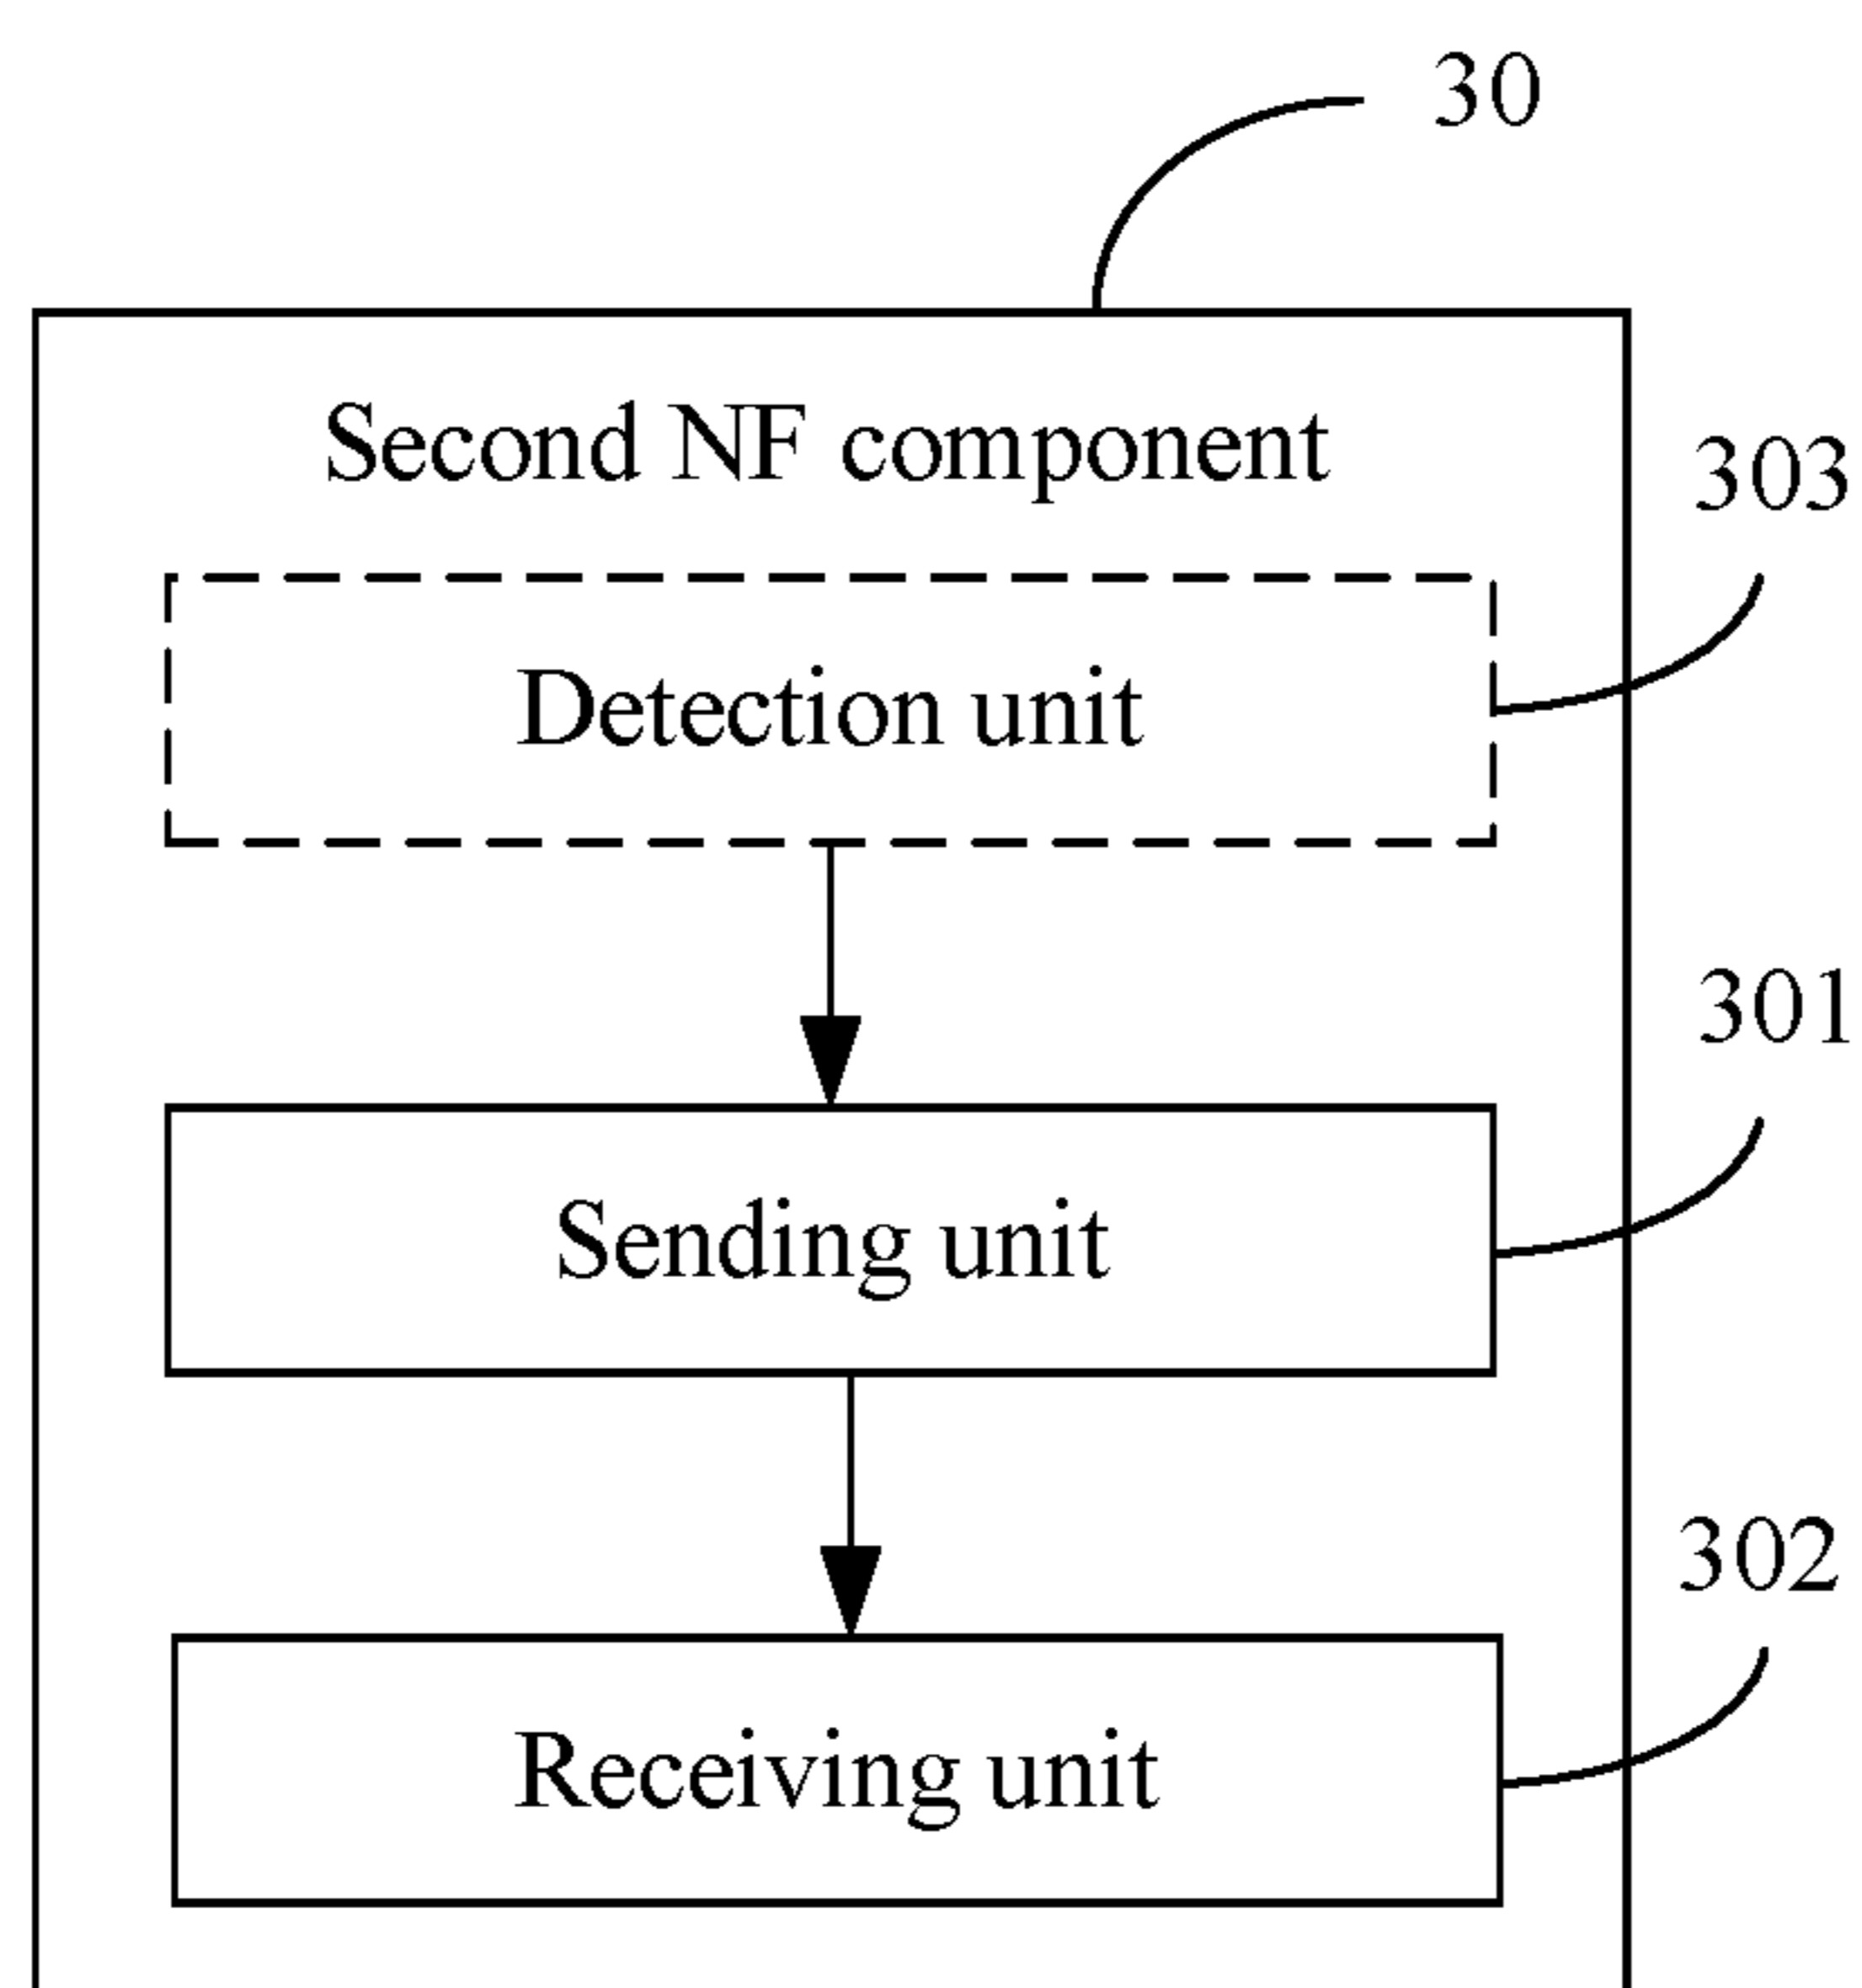 30
Second NF component
303
Detection unit
301
Sending unit
302
Receiving unit